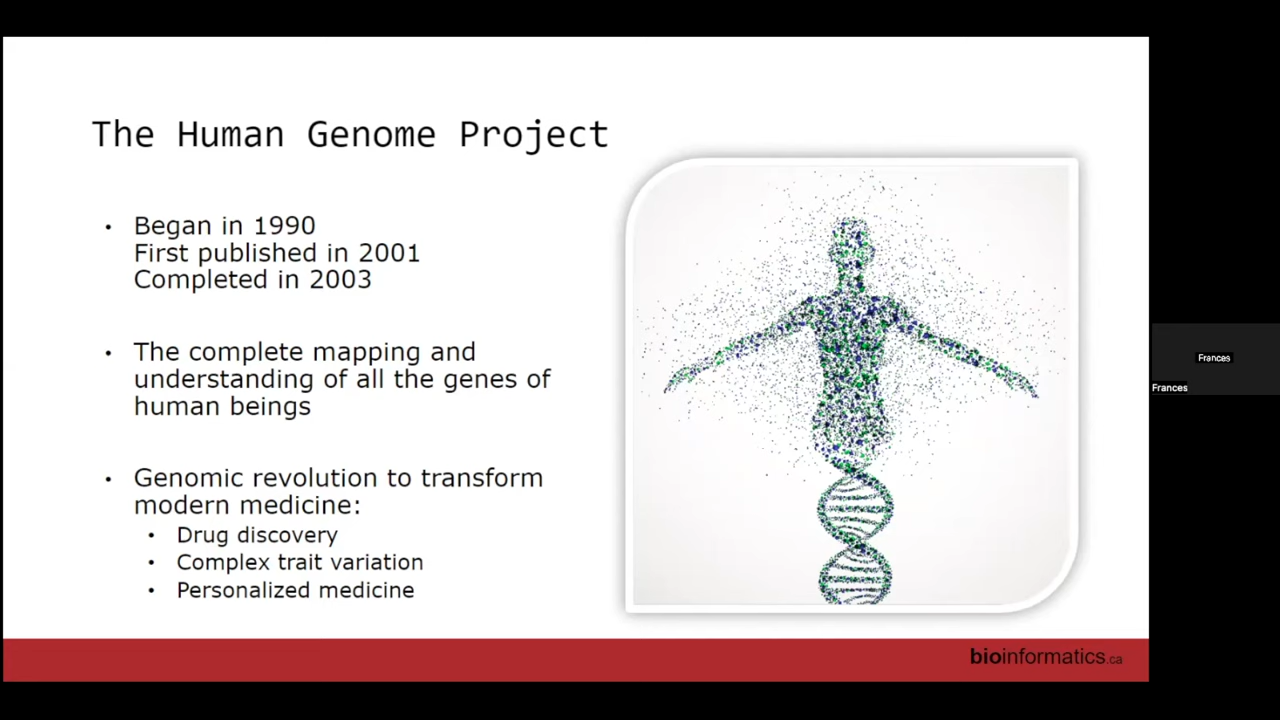 The Human Genome Project
• Began in 1990
First published in 2001
Completed in 2003
• The complete mapping and
understanding of all the genes of
human beings
• Genomic revolution to transform
modern medicine:
• Drug discovery
• Complex trait variation
• Personalized medicine
bioinformatics.ca
Frances
Frances